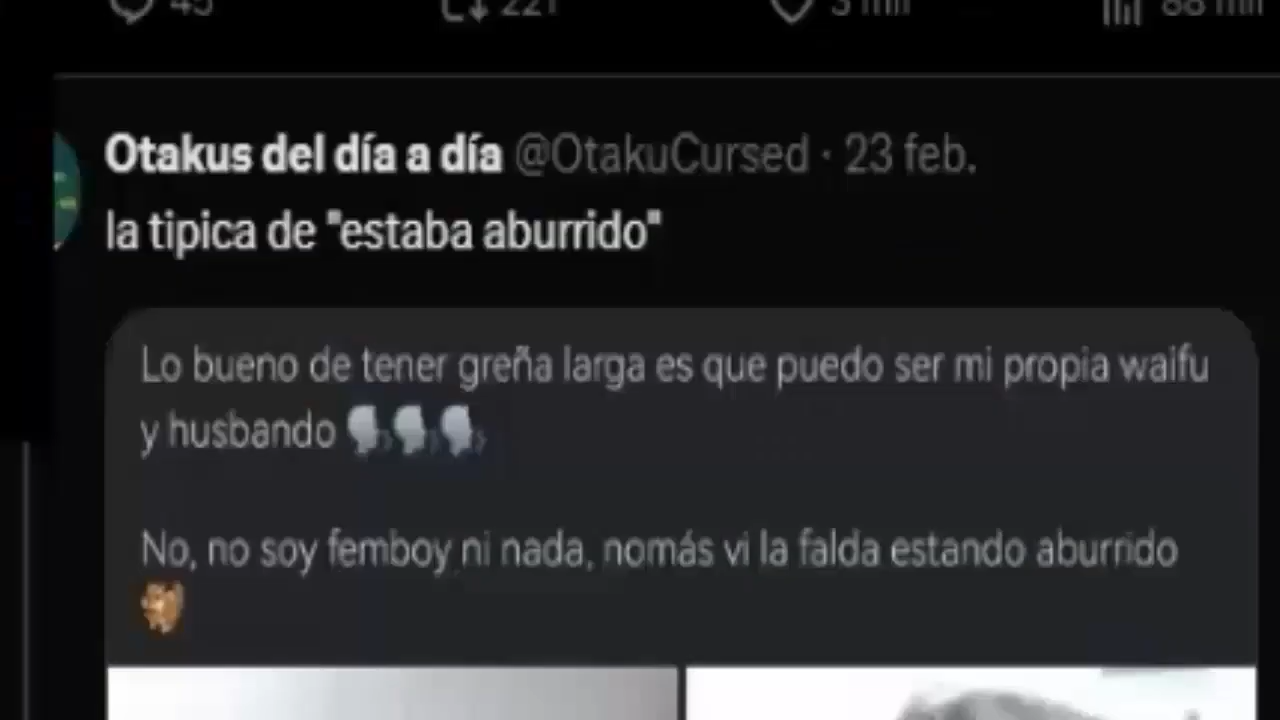 45 221 3 mil 88 mil
Otakus del día a día @OtakuCursed · 23 feb.
la tipica de "estaba aburrido"
Lo bueno de tener greña larga es que puedo ser mi propia waifu
y husbando 🗣🗣🗣
No, no soy femboy ni nada, nomás vi la falda estando aburrido